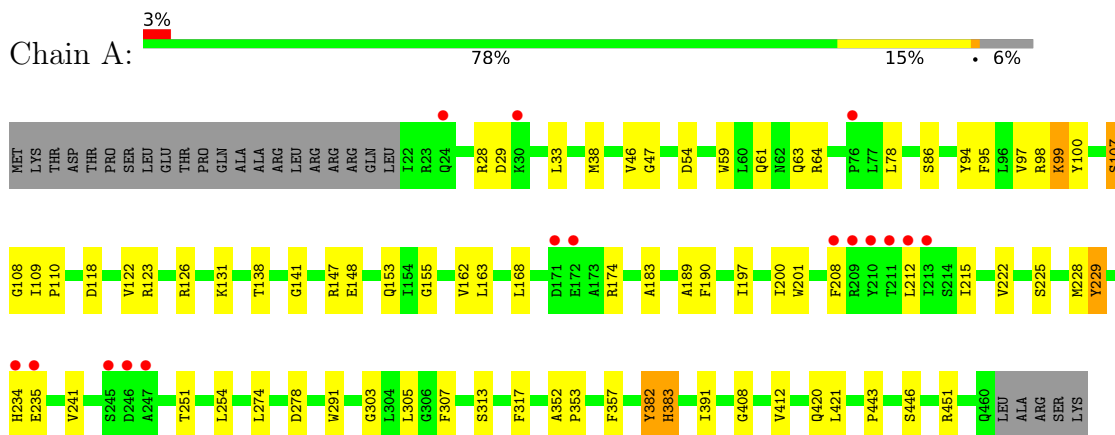 3%
Chain A:
78% 15% • 6%
MET LYS THR ASP THR PRO SER LEU GLU THR PRO GLN ALA ALA ARG LEU ARG ARG ARG GLN LEU I22 R23 Q24 R28 D29 K30 L33 M38 V46 G47 D54 W59 L60 Q61 N62 Q63 R64 P76 L77 L78 S86 Y94 F95 L96 V97 R98 K99 Y100 S107
G108 I109 P110 D118 V122 R123 R126 K131 T138 G141 R147 E148 Q153 I154 G155 V162 L163 L168 D171 E172 A173 R174 A183 A189 F190 I197 I200 W201 F208 R209 Y210 T211 L212 I213 S214 I215 V222 S225 M228 Y229
H234 E235 V241 S245 D246 A247 T251 L254 L274 D278 W291 G303 L304 L305 G306 F307 S313 F317 A352 P353 F357 Y382 H383 I391 G408 V412 Q420 L421 P443 S446 R451 Q460 LEU ALA ARG SER LYS